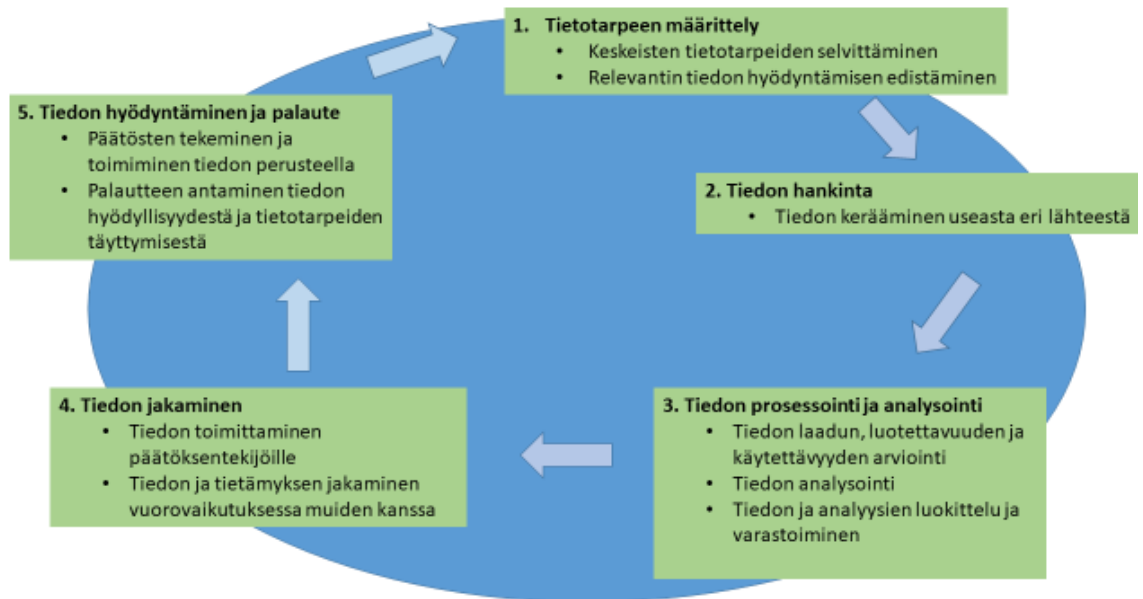 1. Tietotarpeen määrittely
• Keskeisten tietotarpeiden selvittäminen
• Relevantin tiedon hyödyntämisen edistäminen
2. Tiedon hankinta
• Tiedon kerääminen useasta eri lähteestä
3. Tiedon prosessointi ja analysointi
• Tiedon laadun, luotettavuuden ja
käytettävyyden arviointi
• Tiedon analysointi
• Tiedon ja analyysien luokittelu ja
varastoiminen
4. Tiedon jakaminen
• Tiedon toimittaminen
päätöksentekijöille
• Tiedon ja tietämyksen jakaminen
vuorovaikutuksessa muiden kanssa
5. Tiedon hyödyntäminen ja palaute
• Päätösten tekeminen ja
toimiminen tiedon perusteella
• Palautteen antaminen tiedon
hyödyllisyydestä ja tietotarpeiden
täyttymisestä